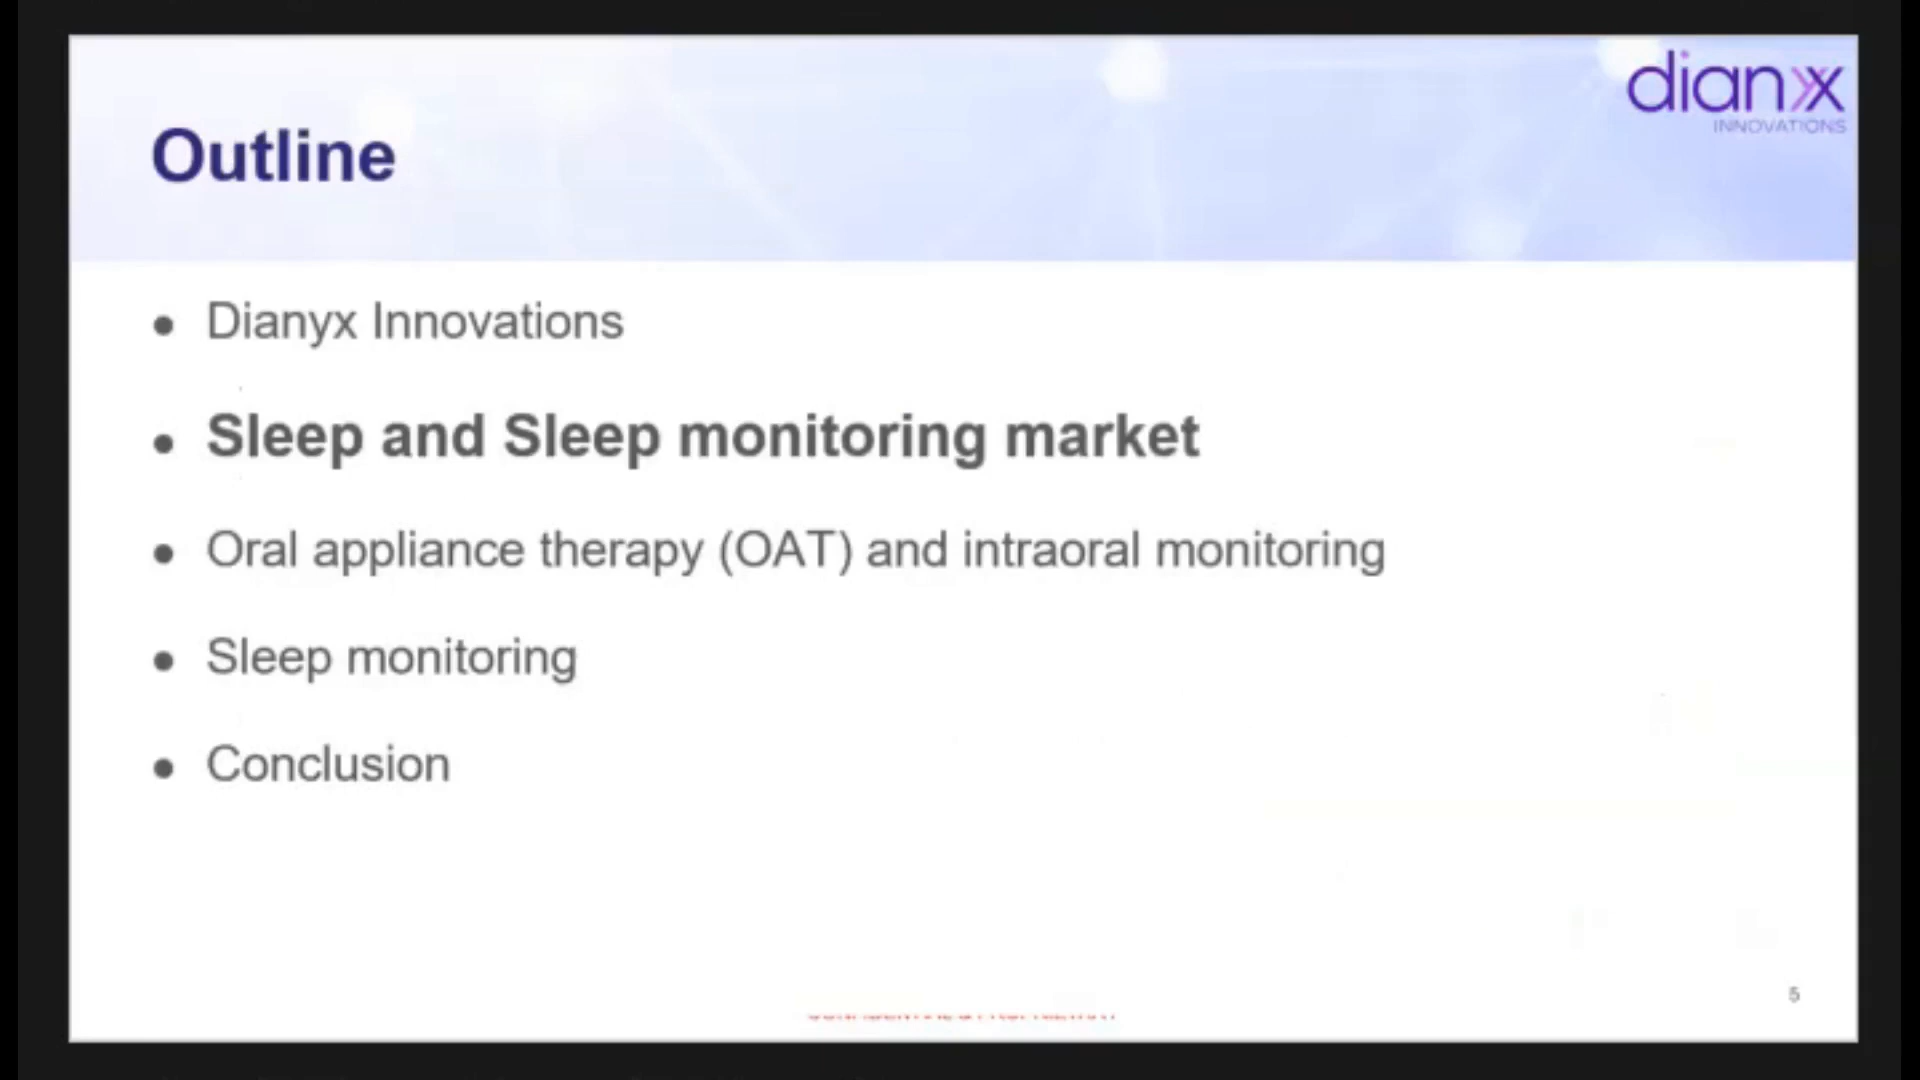 dianyx
INNOVATIONS
Outline
● Dianyx Innovations
● Sleep and Sleep monitoring market
● Oral appliance therapy (OAT) and intraoral monitoring
● Sleep monitoring
● Conclusion
5